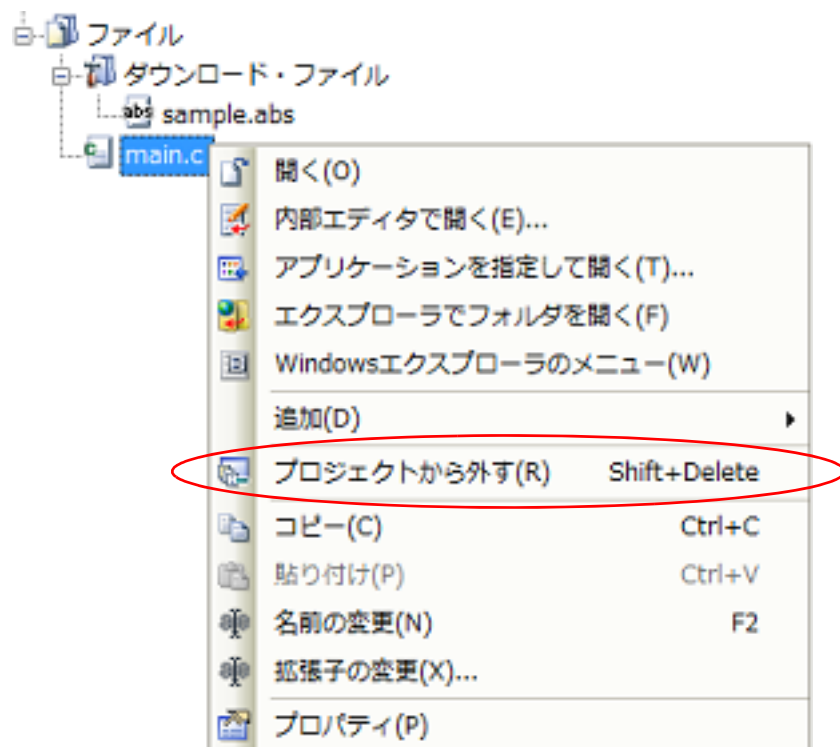 ファイル
ダウンロード・ファイル
abs sample.abs
main.c
開く(O)
内部エディタで開く(E)...
アプリケーションを指定して開く(T)...
エクスプローラでフォルダを開く(F)
Windowsエクスプローラのメニュー(W)
追加(D)
プロジェクトから外す(R) Shift+Delete
コピー(C) Ctrl+C
貼り付け(P) Ctrl+V
名前の変更(N) F2
拡張子の変更(X)...
プロパティ(P)